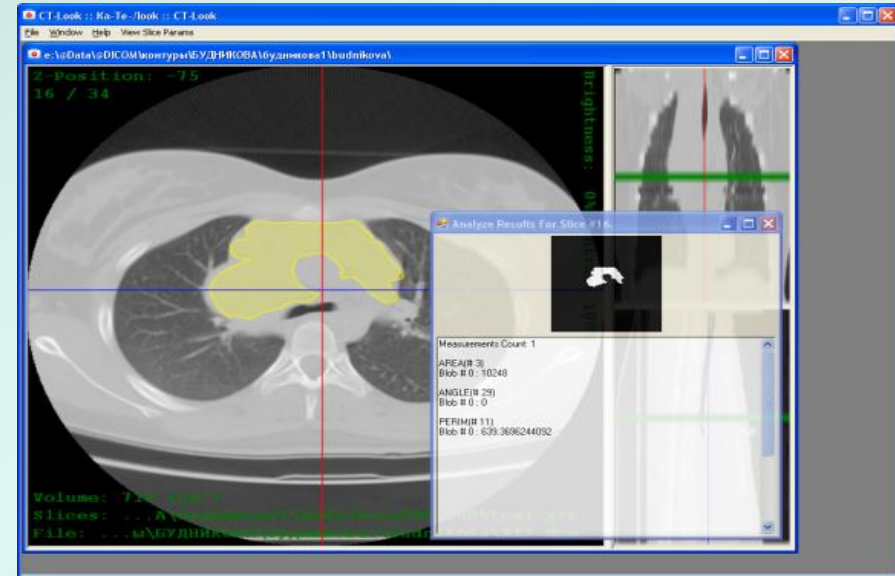 CT-Look :: Ka-Te-/look :: CT-Look
File Window Help View Slice Params
e:\@Data\@DICOM\контуры\БУДНИКОВА\будникова1\budnikova\
Z-Position: -75
16 / 34
Brightness: 0%
Analyze Results For Slice #16.
Measurements Count: 1
AREA(# 3)
Blob # 0 : 10248
ANGLE(# 29)
Blob # 0 : 0
PERIM(# 11)
Blob # 0 : 639.3696244092
Volume:
Slices:
File: